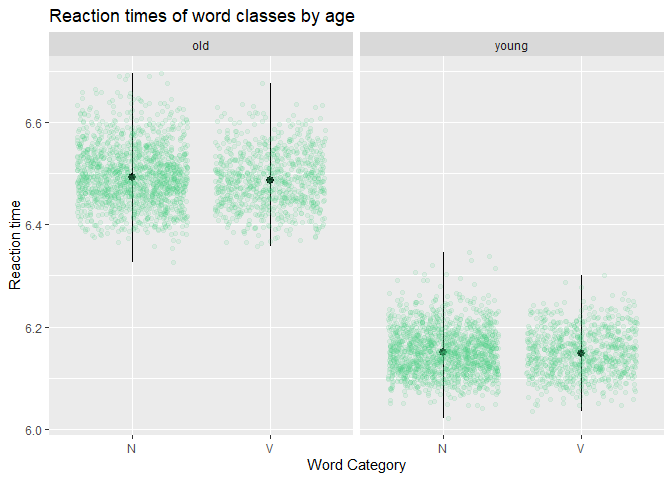 Reaction times of word classes by age
old
young
Reaction time
6.6
6.4
6.2
6.0
N
V
N
V
Word Category